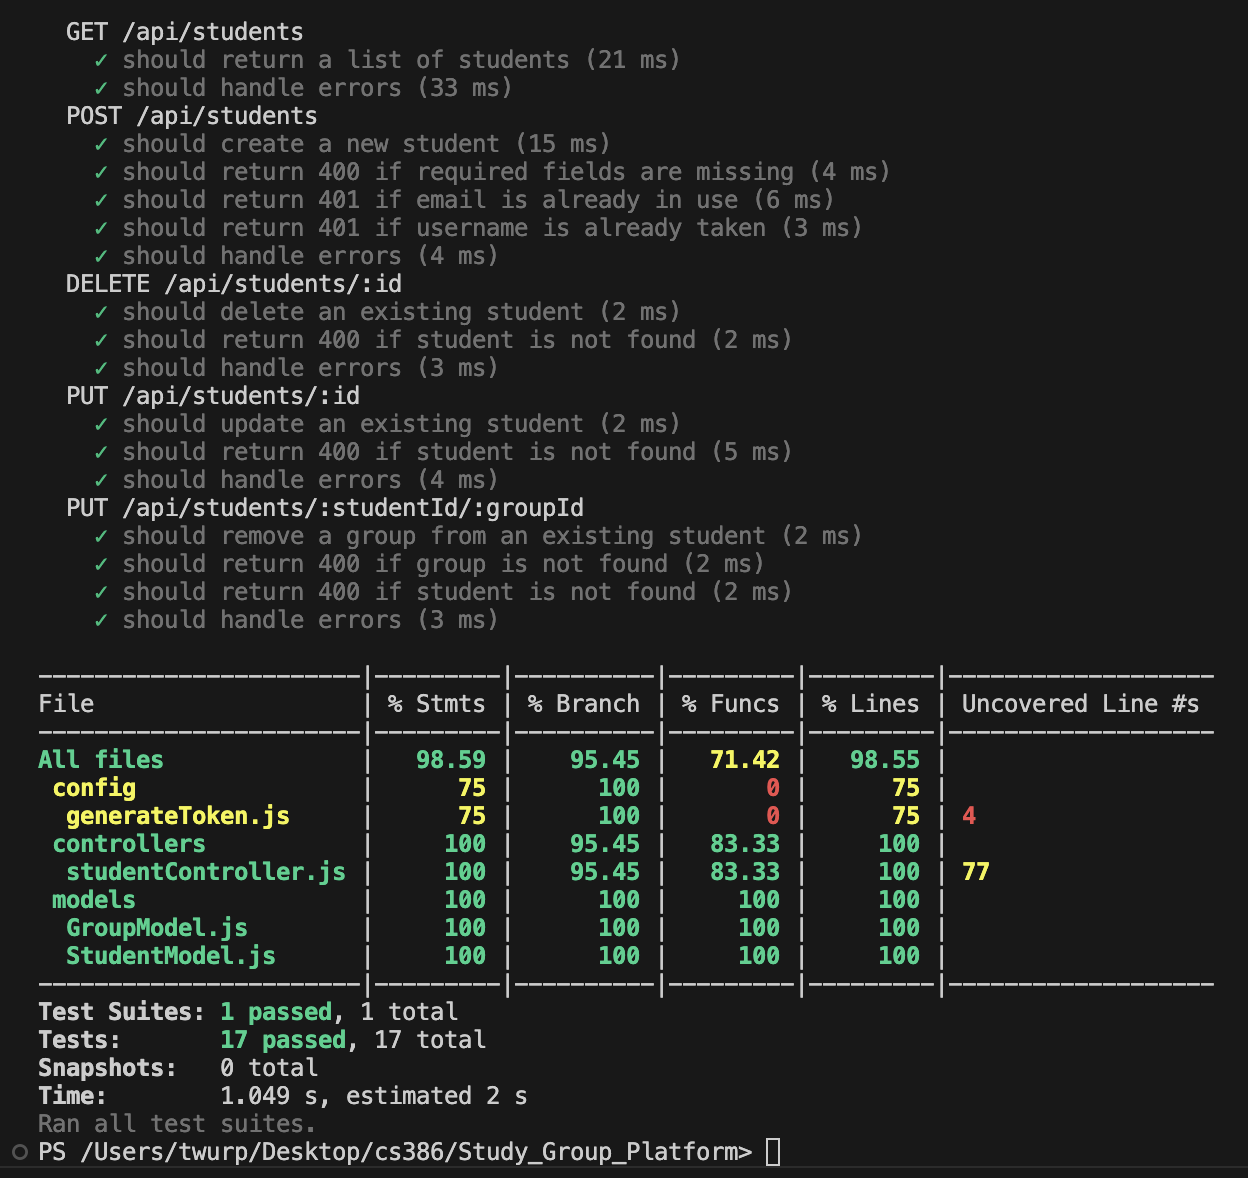 GET /api/students
✓ should return a list of students (21 ms)
✓ should handle errors (33 ms)
POST /api/students
✓ should create a new student (15 ms)
✓ should return 400 if required fields are missing (4 ms)
✓ should return 401 if email is already in use (6 ms)
✓ should return 401 if username is already taken (3 ms)
✓ should handle errors (4 ms)
DELETE /api/students/:id
✓ should delete an existing student (2 ms)
✓ should return 400 if student is not found (2 ms)
✓ should handle errors (3 ms)
PUT /api/students/:id
✓ should update an existing student (2 ms)
✓ should return 400 if student is not found (5 ms)
✓ should handle errors (4 ms)
PUT /api/students/:studentId/:groupId
✓ should remove a group from an existing student (2 ms)
✓ should return 400 if group is not found (2 ms)
✓ should return 400 if student is not found (2 ms)
✓ should handle errors (3 ms)
-----------------------|---------|----------|---------|---------|-------------------
File                   | % Stmts | % Branch | % Funcs | % Lines | Uncovered Line #s
-----------------------|---------|----------|---------|---------|-------------------
All files              |   98.59 |    95.45 |   71.42 |   98.55 |
 config                |      75 |      100 |       0 |      75 |
  generateToken.js     |      75 |      100 |       0 |      75 | 4
 controllers           |     100 |    95.45 |   83.33 |     100 |
  studentController.js |     100 |    95.45 |   83.33 |     100 | 77
 models                |     100 |      100 |     100 |     100 |
  GroupModel.js        |     100 |      100 |     100 |     100 |
  StudentModel.js      |     100 |      100 |     100 |     100 |
-----------------------|---------|----------|---------|---------|-------------------
Test Suites: 1 passed, 1 total
Tests:       17 passed, 17 total
Snapshots:   0 total
Time:        1.049 s, estimated 2 s
Ran all test suites.
PS /Users/twurp/Desktop/cs386/Study_Group_Platform>